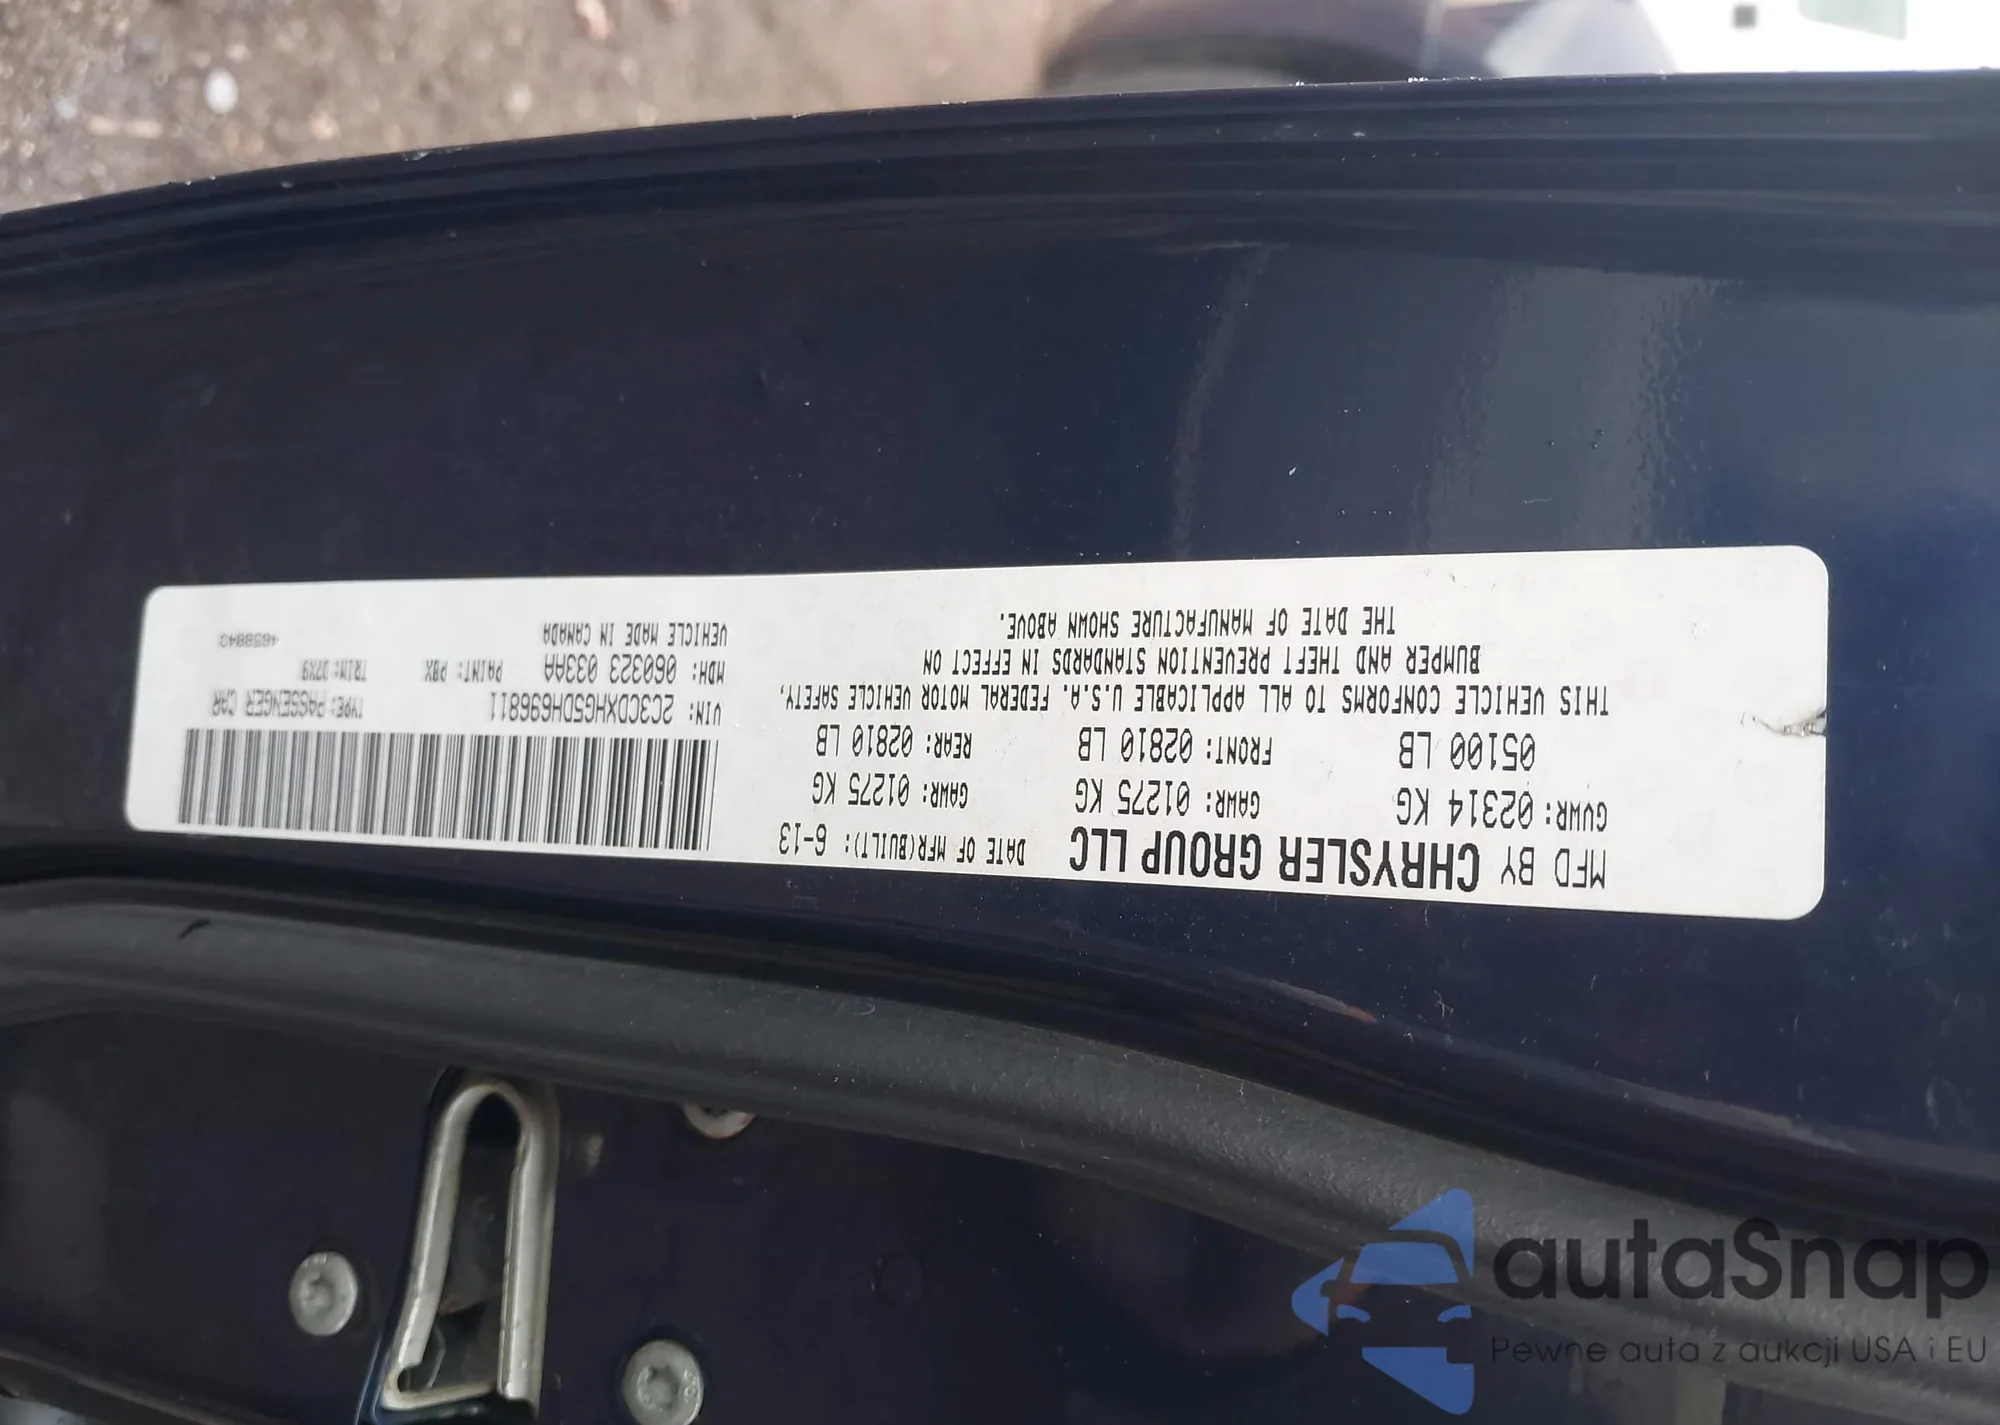 MFD BY CHRYSLER GROUP LLC DATE OF MFR(BUILT): 6-13
GVWR: 02314 KG GAWR: 01275 KG GAWR: 01275 KG
05100 LB FRONT: 02810 LB REAR: 02810 LB
THIS VEHICLE CONFORMS TO ALL APPLICABLE U.S.A. FEDERAL MOTOR VEHICLE SAFETY,
BUMPER AND THEFT PREVENTION STANDARDS IN EFFECT ON
THE DATE OF MANUFACTURE SHOWN ABOVE.
VIN: 2C3CDXHG5DH696811 TYPE: PASSENGER CAR
MDH: 060323 033AA PAINT: PBX TRIM: D7X9
VEHICLE MADE IN CANADA 4659843
autaSnap
Pewne auta z aukcji USA i EU